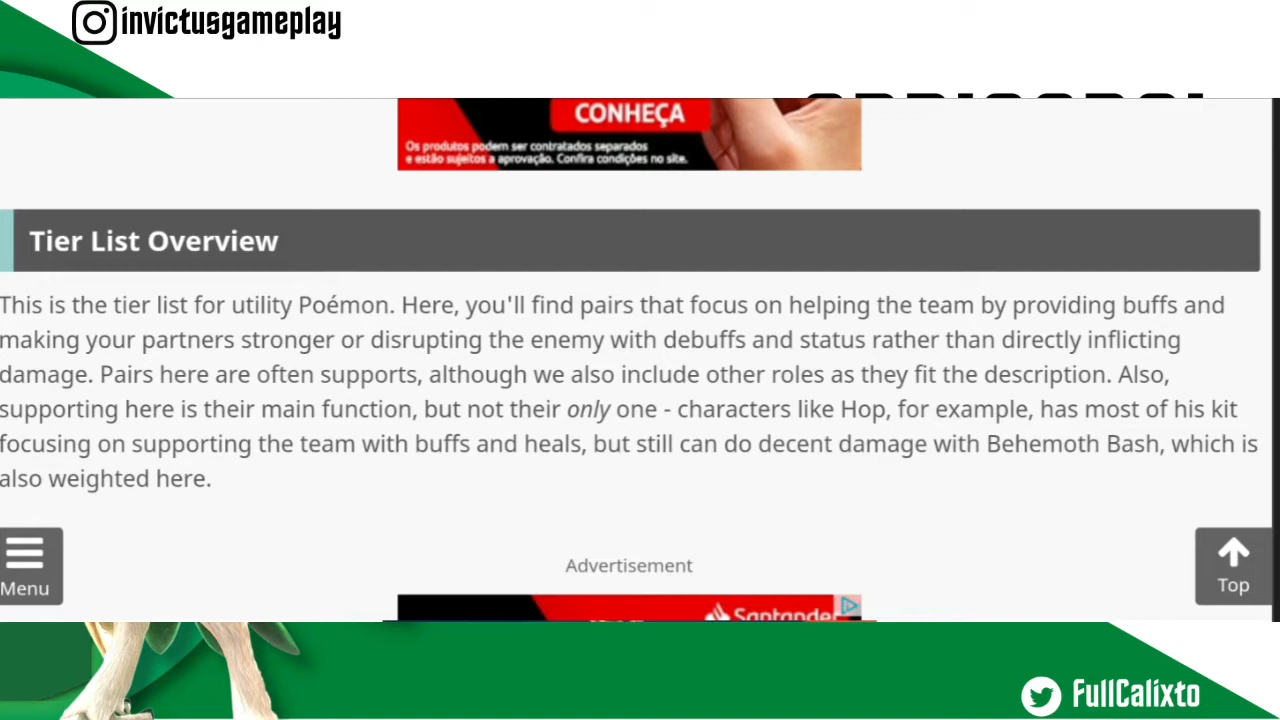 invictusgameplay
CONHEÇA
Os produtos podem ser contratados separados
e estão sujeitos a aprovação. Confira condições no site.
Tier List Overview
This is the tier list for utility Poémon. Here, you'll find pairs that focus on helping the team by providing buffs and
making your partners stronger or disrupting the enemy with debuffs and status rather than directly inflicting
damage. Pairs here are often supports, although we also include other roles as they fit the description. Also,
supporting here is their main function, but not their only one - characters like Hop, for example, has most of his kit
focusing on supporting the team with buffs and heals, but still can do decent damage with Behemoth Bash, which is
also weighted here.
Menu
Top
Advertisement
Santander
FullCalixto